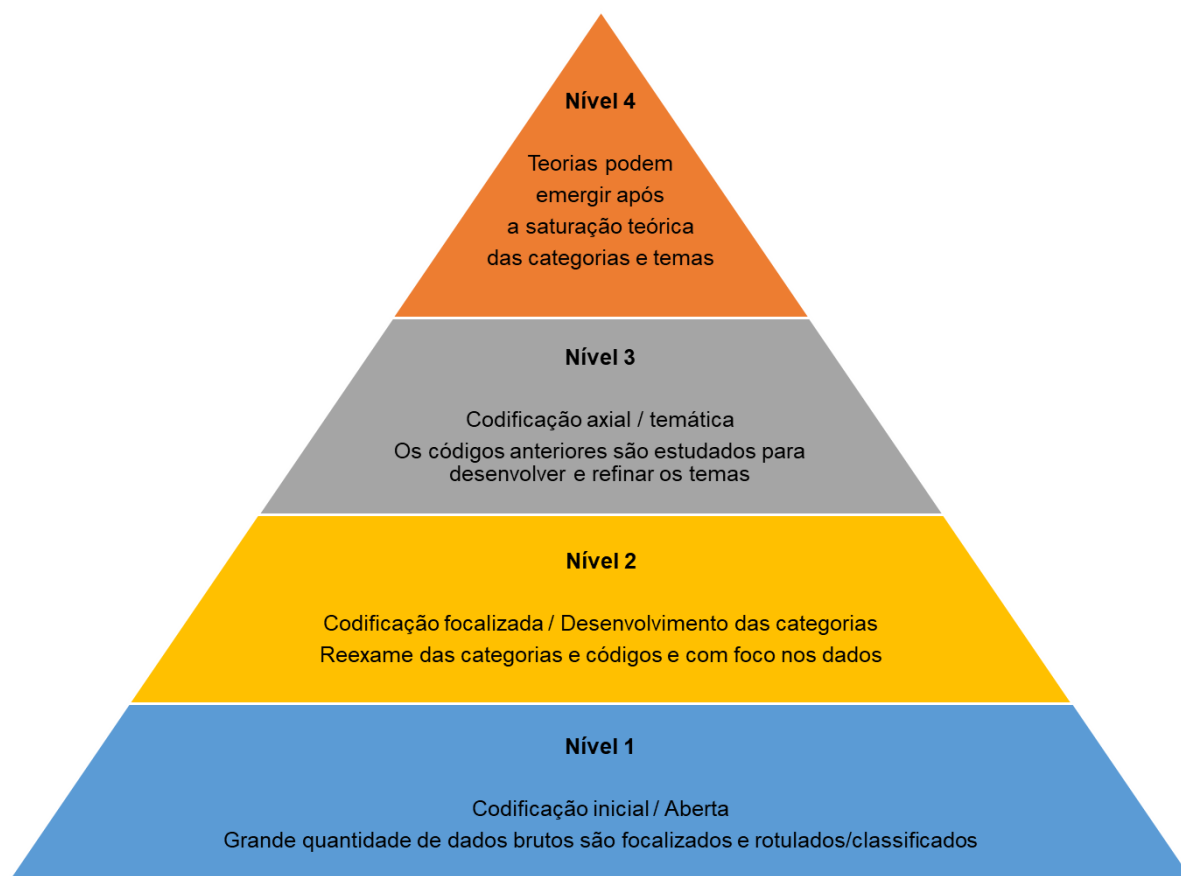 Nível 4
Teorias podem
emergir após
a saturação teórica
das categorias e temas
Nível 3
Codificação axial / temática
Os códigos anteriores são estudados para
desenvolver e refinar os temas
Nível 2
Codificação focalizada / Desenvolvimento das categorias
Reexame das categorias e códigos e com foco nos dados
Nível 1
Codificação inicial / Aberta
Grande quantidade de dados brutos são focalizados e rotulados/classificados